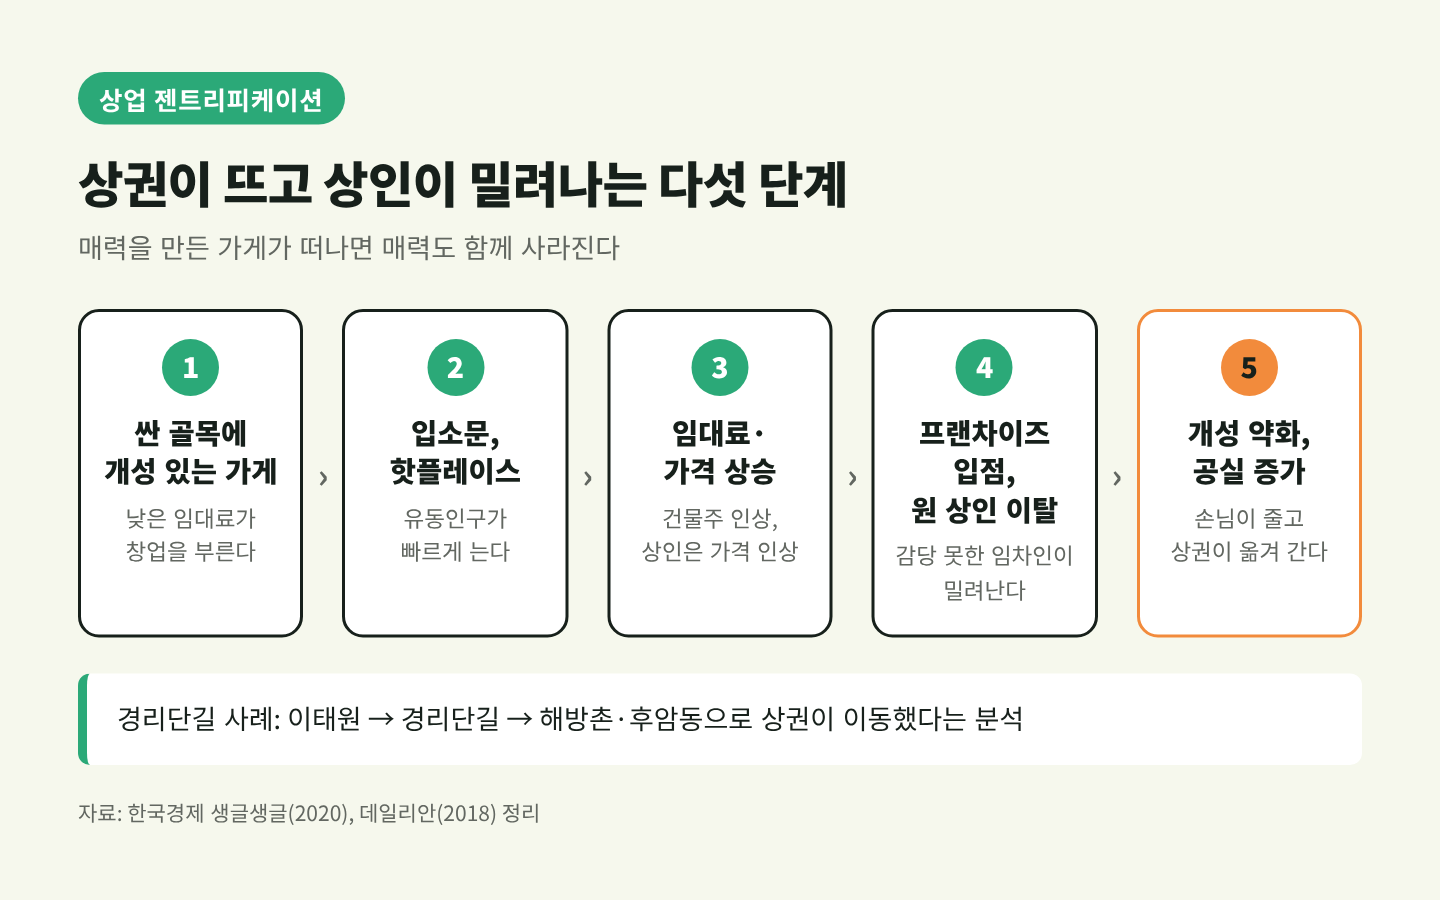 상업 젠트리피케이션
상권이 뜨고 상인이 밀려나는 다섯 단계
매력을 만든 가게가 떠나면 매력도 함께 사라진다
1
싼 골목에
개성 있는 가게
낮은 임대료가
창업을 부른다
›
2
입소문,
핫플레이스
유동인구가
빠르게 는다
›
3
임대료·
가격 상승
건물주 인상,
상인은 가격 인상
›
4
프랜차이즈
입점,
원 상인 이탈
감당 못한 임차인이
밀려난다
›
5
개성 약화,
공실 증가
손님이 줄고
상권이 옮겨 간다
경리단길 사례: 이태원 → 경리단길 → 해방촌·후암동으로 상권이 이동했다는 분석
자료: 한국경제 생글생글(2020), 데일리안(2018) 정리